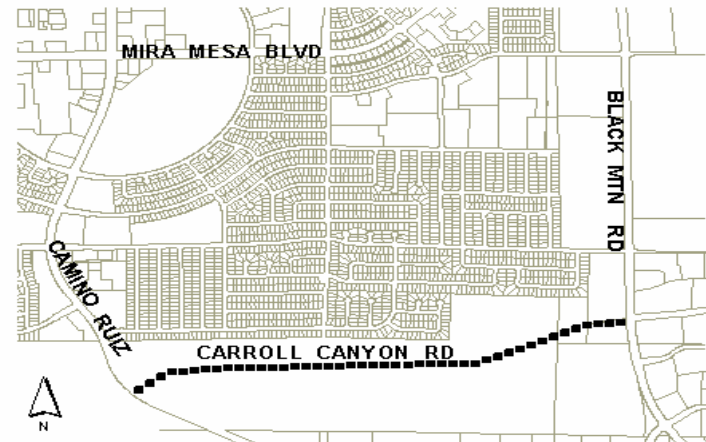 MIRA MESA BLVD
BLACK MTN RD
CAMINO RUIZ
CARROLL CANYON RD
N